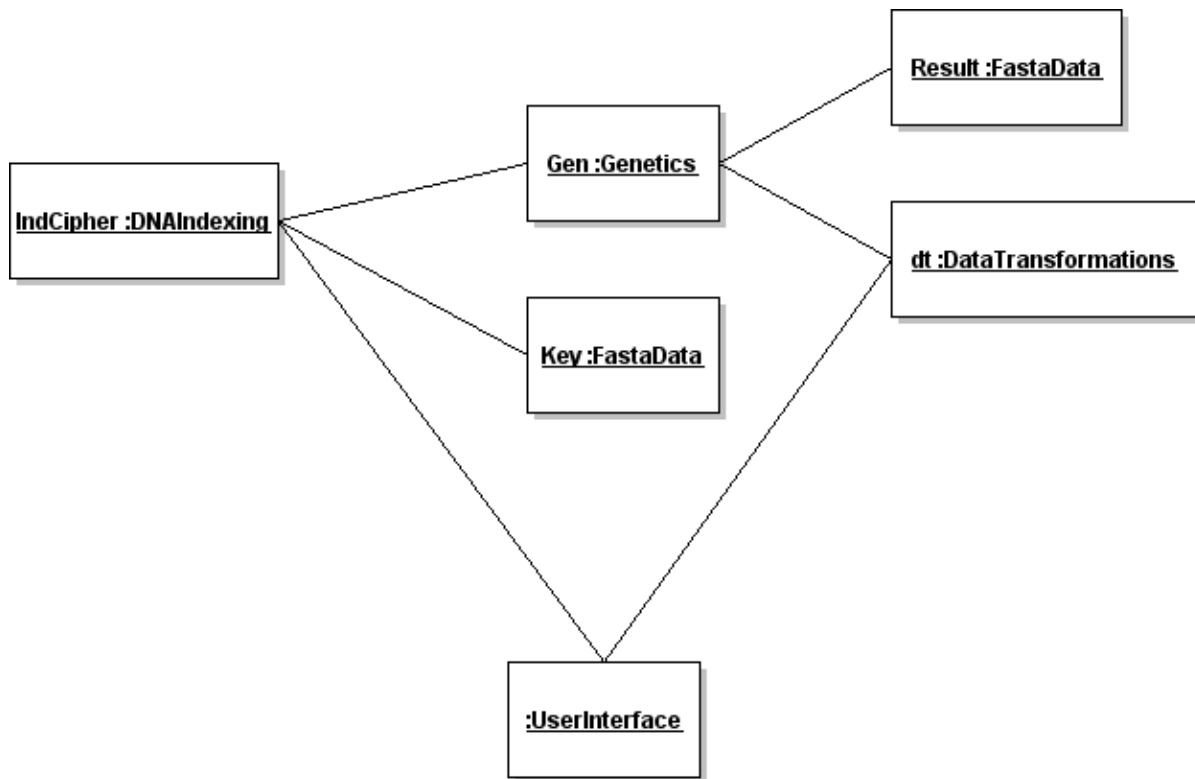 Result :FastaData
Gen :Genetics
IndCipher :DNAIndexing
dt :DataTransformations
Key :FastaData
:UserInterface